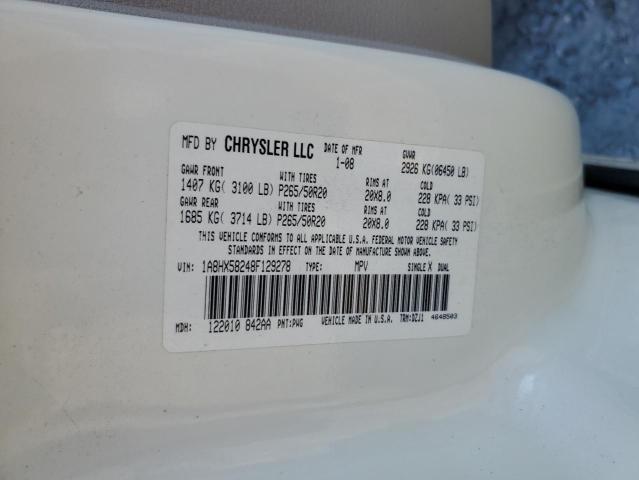 MFD BY CHRYSLER LLC DATE OF MFR 1-08 GVWR 2926 KG(06450 LB)
GAWR FRONT WITH TIRES RIMS AT COLD
1407 KG( 3100 LB) P265/50R20 20X8.0 228 KPA( 33 PSI)
GAWR REAR WITH TIRES RIMS AT COLD
1685 KG( 3714 LB) P265/50R20 20X8.0 228 KPA( 33 PSI)
THIS VEHICLE CONFORMS TO ALL APPLICABLE U.S.A. FEDERAL MOTOR VEHICLE SAFETY
STANDARDS IN EFFECT ON THE DATE OF MANUFACTURE SHOWN ABOVE.
VIN: 1A8HX58248F129278 TYPE: MPV SINGLE X DUAL
MDH: 122010 842AA PNT:PWG VEHICLE MADE IN U.S.A. TRM:DZJ1 4648503